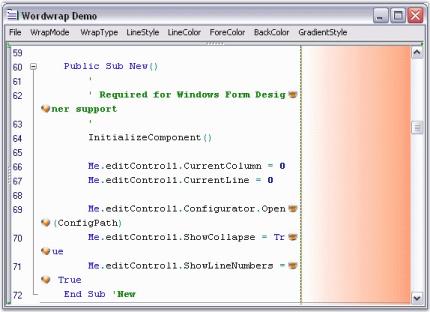 Wordwrap Demo
File WrapMode WrapType LineStyle LineColor ForeColor BackColor GradientStyle
59
60 Public Sub New()
61 '
62 ' Required for Windows Form Desig
ner support
63 '
64 InitializeComponent()
65
66 Me.editControl1.CurrentColumn = 0
67 Me.editControl1.CurrentLine = 0
68
69 Me.editControl1.Configurator.Open
(ConfigPath)
70 Me.editControl1.ShowCollapse = Tr
ue
71 Me.editControl1.ShowLineNumbers =
True
72 End Sub 'New